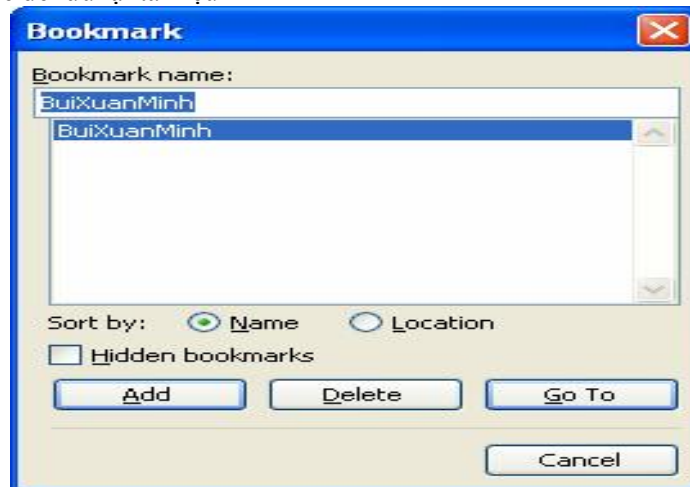 Bookmark
Bookmark name:
BuiXuanMinh
BuiXuanMinh
Sort by: Name Location
Hidden bookmarks
Add Delete Go To
Cancel